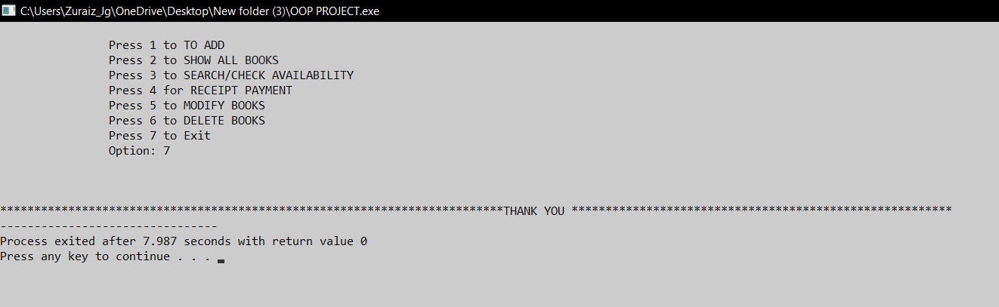 C:\Users\Zuraiz_Jg\OneDrive\Desktop\New folder (3)\OOP PROJECT.exe
Press 1 to TO ADD
Press 2 to SHOW ALL BOOKS
Press 3 to SEARCH/CHECK AVAILABILITY
Press 4 for RECEIPT PAYMENT
Press 5 to MODIFY BOOKS
Press 6 to DELETE BOOKS
Press 7 to Exit
Option: 7
**************************************************************************THANK YOU ********************************************************
--------------------------------
Process exited after 7.987 seconds with return value 0
Press any key to continue . . .